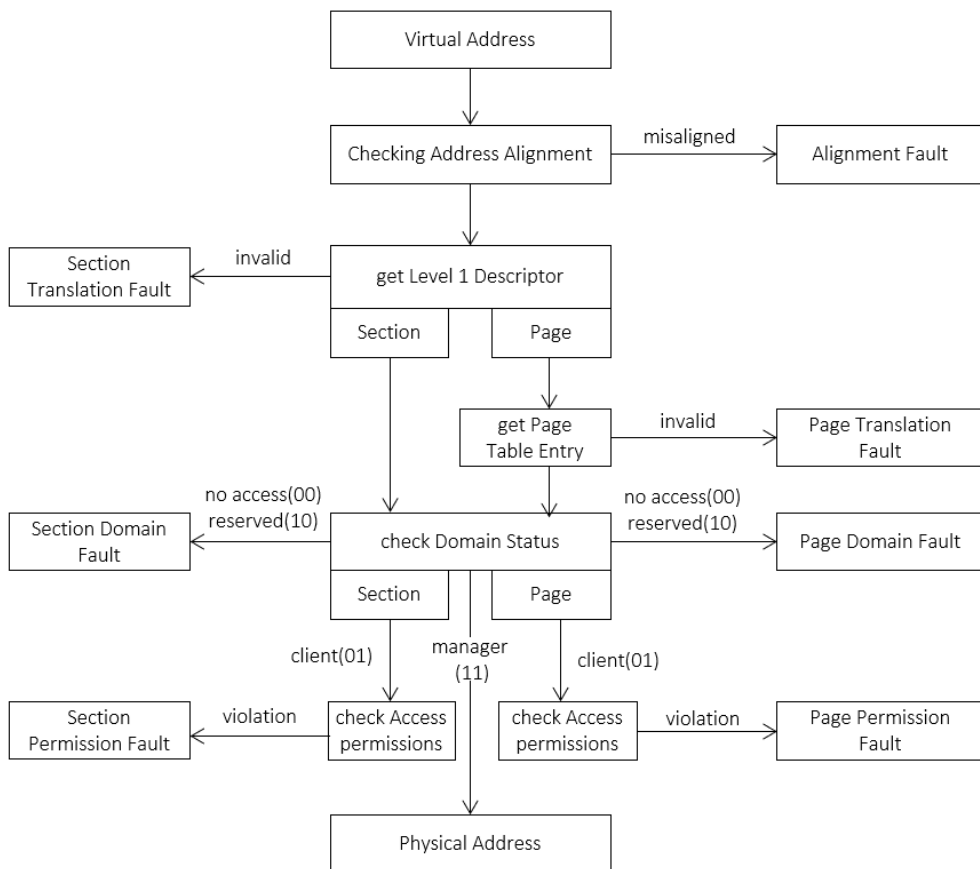 Virtual Address
Checking Address Alignment
misaligned
Alignment Fault
Section
Translation Fault
invalid
get Level 1 Descriptor
Section
Page
get Page
Table Entry
invalid
Page Translation
Fault
Section Domain
Fault
no access(00)
reserved(10)
check Domain Status
no access(00)
reserved(10)
Page Domain Fault
Section
Page
client(01)
manager
(11)
client(01)
Section
Permission Fault
violation
check Access
permissions
check Access
permissions
violation
Page Permission
Fault
Physical Address